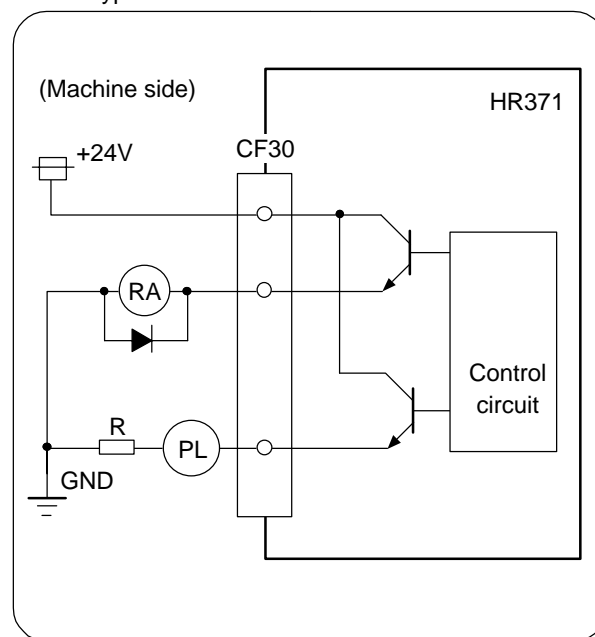 (Machine side)
HR371
+24V
CF30
RA
Control
circuit
R
PL
GND